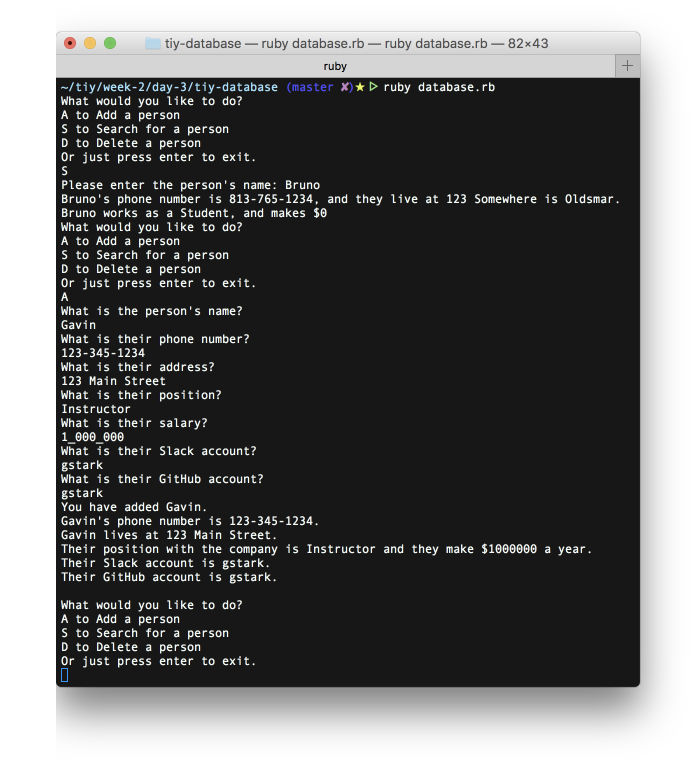 tiy-database — ruby database.rb — ruby database.rb — 82×43
ruby
~/tiy/week-2/day-3/tiy-database (master ✘)★ ▷ ruby database.rb
What would you like to do?
A to Add a person
S to Search for a person
D to Delete a person
Or just press enter to exit.
S
Please enter the person's name: Bruno
Bruno's phone number is 813-765-1234, and they live at 123 Somewhere is Oldsmar.
Bruno works as a Student, and makes $0
What would you like to do?
A to Add a person
S to Search for a person
D to Delete a person
Or just press enter to exit.
A
What is the person's name?
Gavin
What is their phone number?
123-345-1234
What is their address?
123 Main Street
What is their position?
Instructor
What is their salary?
1_000_000
What is their Slack account?
gstark
What is their GitHub account?
gstark
You have added Gavin.
Gavin's phone number is 123-345-1234.
Gavin lives at 123 Main Street.
Their position with the company is Instructor and they make $1000000 a year.
Their Slack account is gstark.
Their GitHub account is gstark.
What would you like to do?
A to Add a person
S to Search for a person
D to Delete a person
Or just press enter to exit.